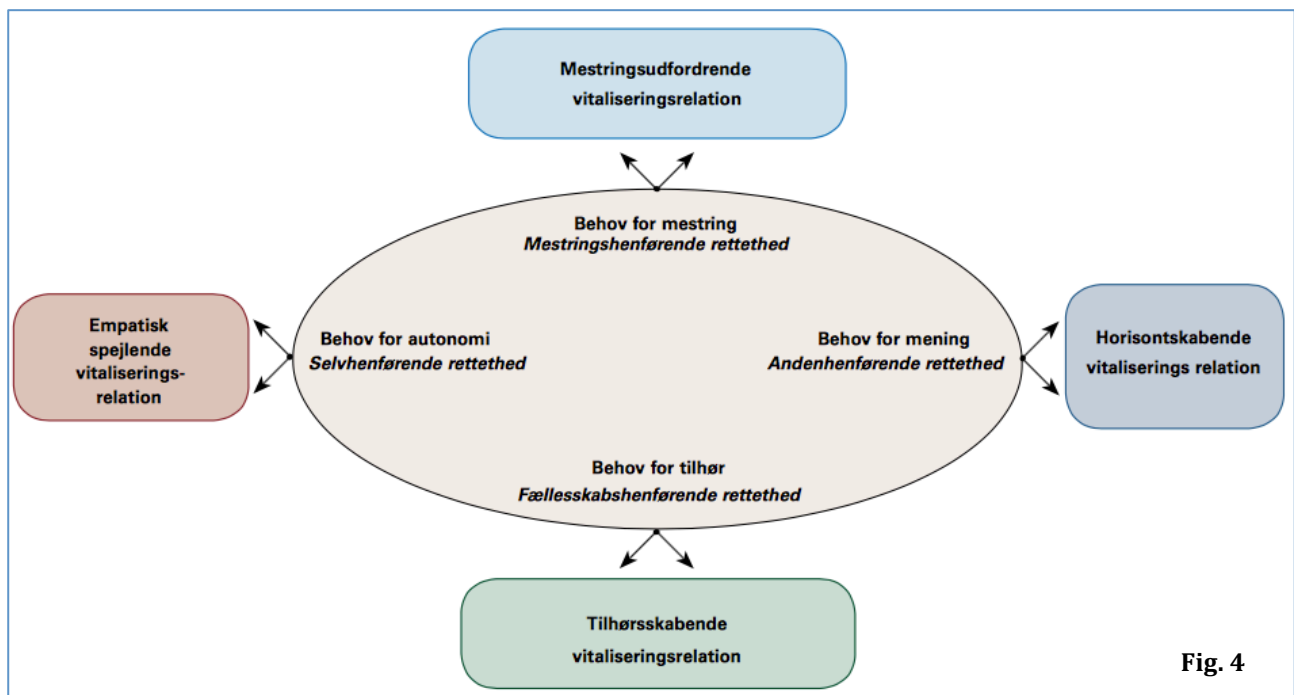 Mestringsudfordrende
vitaliseringsrelation
Behov for mestring
Mestringshenførende rettethed
Empatisk
spejlende
vitaliserings-
relation
Behov for autonomi
Selvhenførende rettethed
Behov for mening
Andenhenførende rettethed
Horisontskabende
vitaliserings relation
Behov for tilhør
Fællesskabshenførende rettethed
Tilhørsskabende
vitaliseringsrelation
Fig. 4